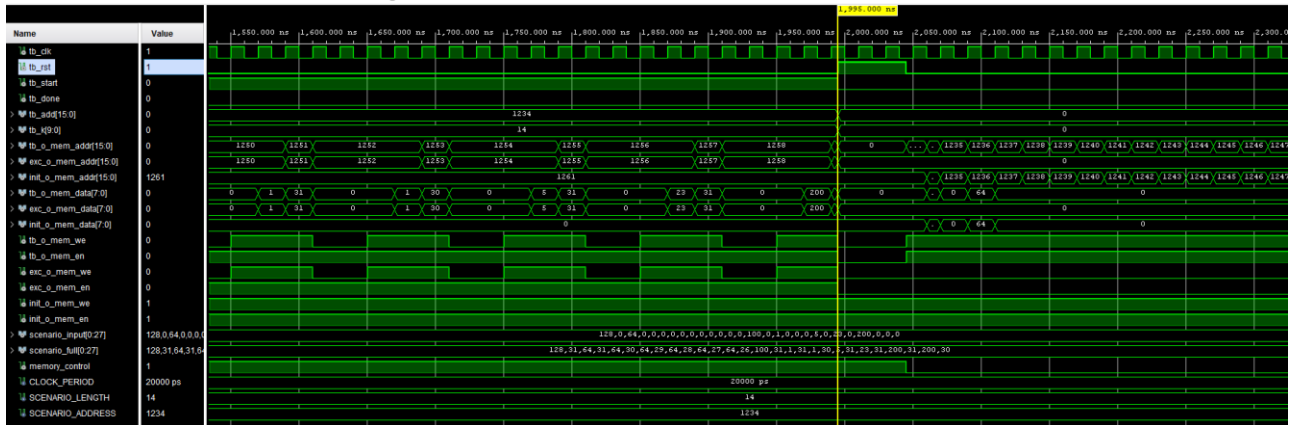 1,995.000 ns
Name Value 1,550.000 ns 1,600.000 ns 1,650.000 ns 1,700.000 ns 1,750.000 ns 1,800.000 ns 1,850.000 ns 1,900.000 ns 1,950.000 ns 2,000.000 ns 2,050.000 ns 2,100.000 ns 2,150.000 ns 2,200.000 ns 2,250.000 ns 2,300.0
tb_clk 1
tb_rst 1
tb_start 0
tb_done 0
tb_add[15:0] 0 1234 0
tb_k[9:0] 0 14 0
tb_o_mem_addr[15:0] 0 1250 1251 1252 1253 1254 1255 1256 1257 1258 0 ... . 1235 1236 1237 1238 1239 1240 1241 1242 1243 1244 1245 1246 1247
exc_o_mem_addr[15:0] 0 1250 1251 1252 1253 1254 1255 1256 1257 1258 0
init_o_mem_addr[15:0] 1261 1261 . 1235 1236 1237 1238 1239 1240 1241 1242 1243 1244 1245 1246 1247
tb_o_mem_data[7:0] 0 0 1 31 0 1 30 0 5 31 0 23 31 0 200 0 . 0 64 0
exc_o_mem_data[7:0] 0 0 1 31 0 1 30 0 5 31 0 23 31 0 200 0
init_o_mem_data[7:0] 0 0 . 0 64 0
tb_o_mem_we 0
tb_o_mem_en 0
exc_o_mem_we 0
exc_o_mem_en 0
init_o_mem_we 1
init_o_mem_en 1
scenario_input[0:27] 128,0,64,0,0,0,0 128,0,64,0,0,0,0,0,0,0,0,0,0,0,100,0,1,0,0,0,5,0,23,0,200,0,0,0
scenario_full[0:27] 128,31,64,31,64 128,31,64,31,64,30,64,29,64,28,64,27,64,26,100,31,1,31,1,30,5,31,23,31,200,31,200,30
memory_control 1
CLOCK_PERIOD 20000 ps 20000 ps
SCENARIO_LENGTH 14 14
SCENARIO_ADDRESS 1234 1234